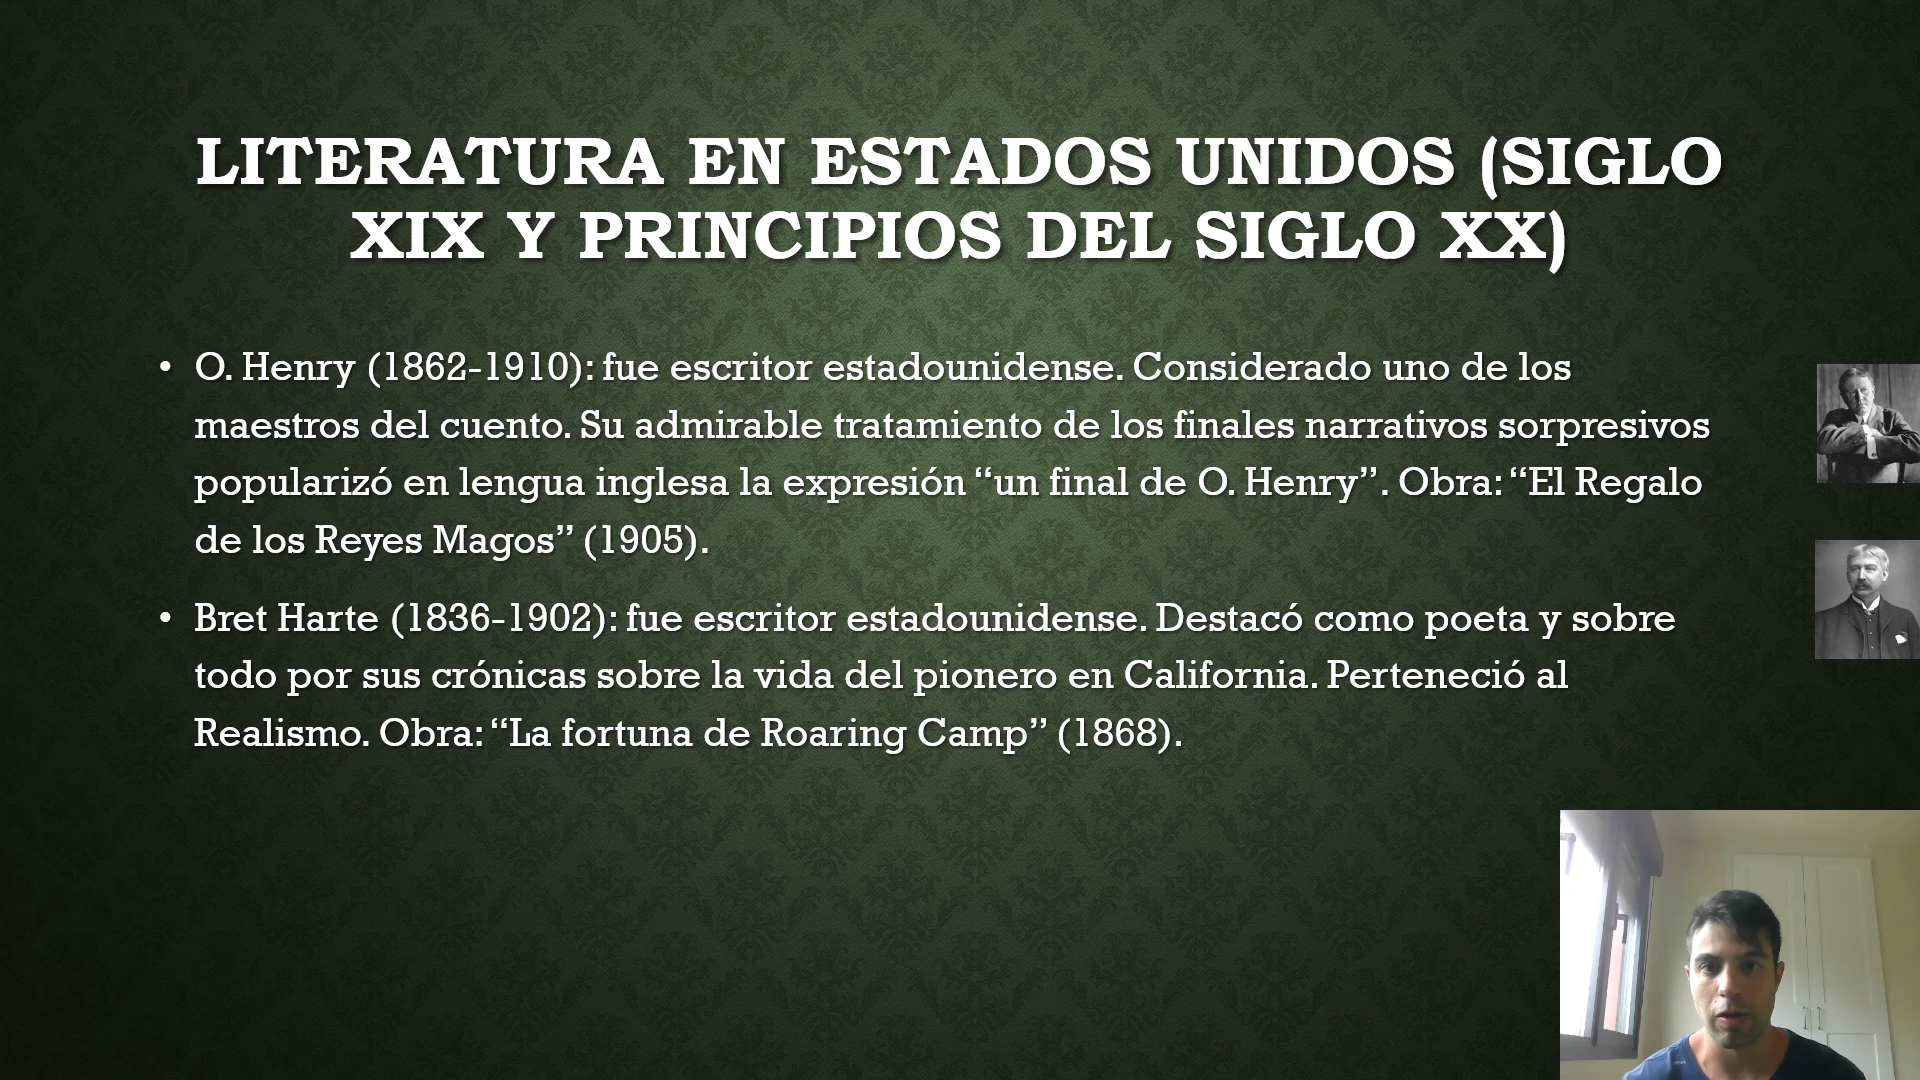 LITERATURA EN ESTADOS UNIDOS (SIGLO
XIX Y PRINCIPIOS DEL SIGLO XX)
• O. Henry (1862-1910): fue escritor estadounidense. Considerado uno de los
maestros del cuento. Su admirable tratamiento de los finales narrativos sorpresivos
popularizó en lengua inglesa la expresión “un final de O. Henry”. Obra: “El Regalo
de los Reyes Magos” (1905).
• Bret Harte (1836-1902): fue escritor estadounidense. Destacó como poeta y sobre
todo por sus crónicas sobre la vida del pionero en California. Perteneció al
Realismo. Obra: “La fortuna de Roaring Camp” (1868).